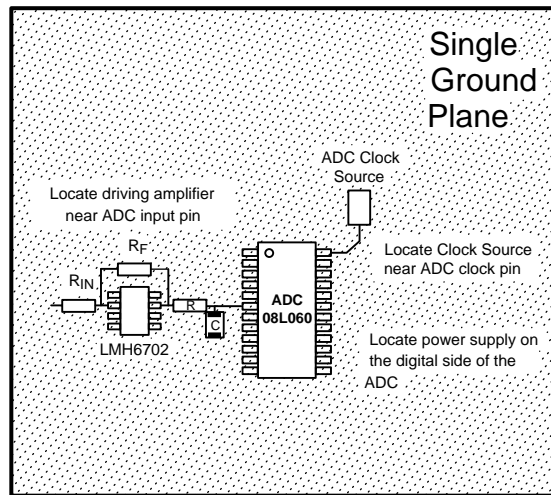 Single
Ground
Plane
ADC Clock
Source
Locate driving amplifier
near ADC input pin
RF
Locate Clock Source
near ADC clock pin
RIN
ADC
08L060
R
C
LMH6702
Locate power supply on
the digital side of the
ADC